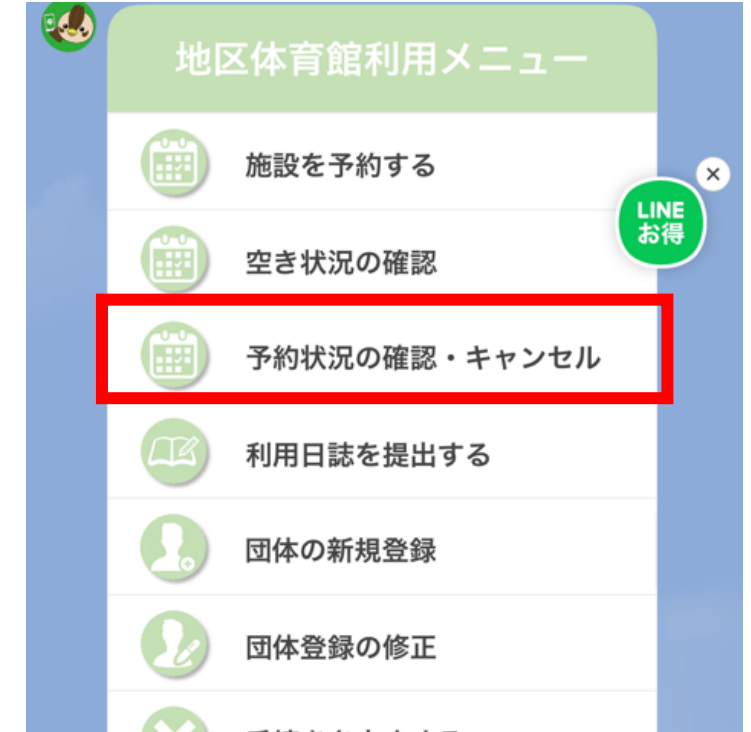 地区体育館利用メニュー
施設を予約する
LINE
お得
空き状況の確認
予約状況の確認・キャンセル
利用日誌を提出する
団体の新規登録
団体登録の修正